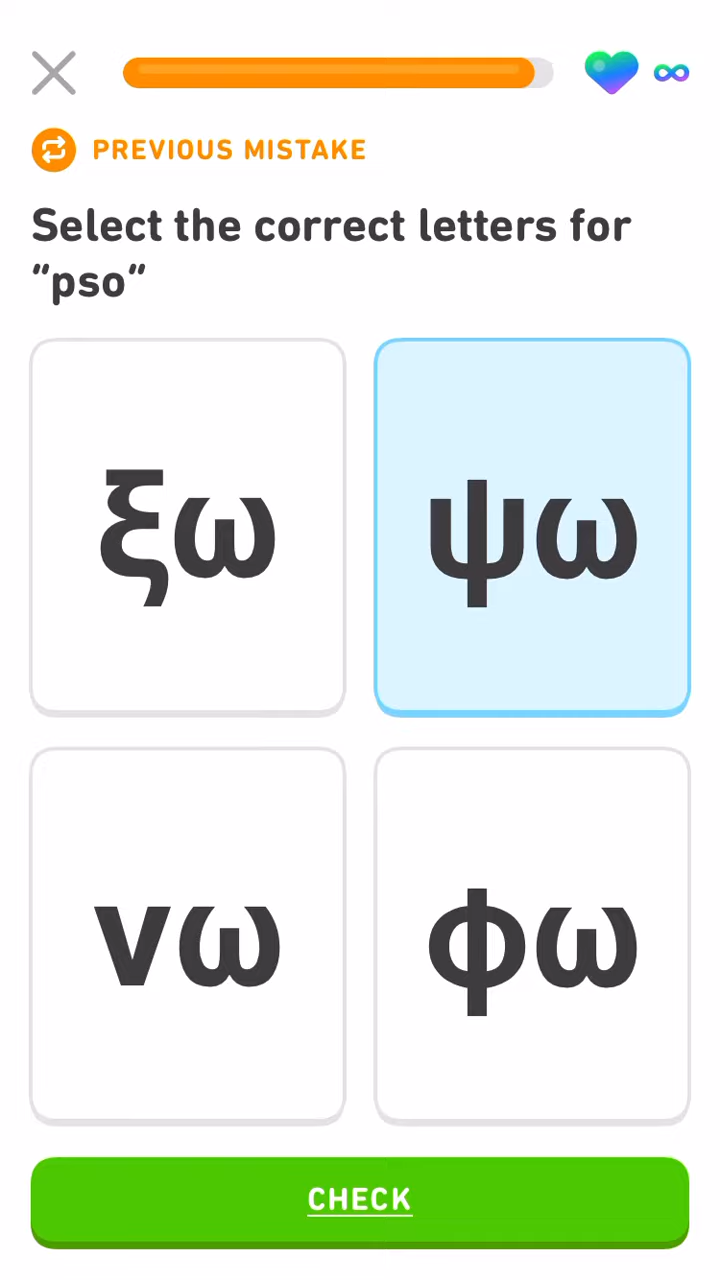 PREVIOUS MISTAKE
Select the correct letters for
"pso"
ξω
ψω
νω
φω
CHECK